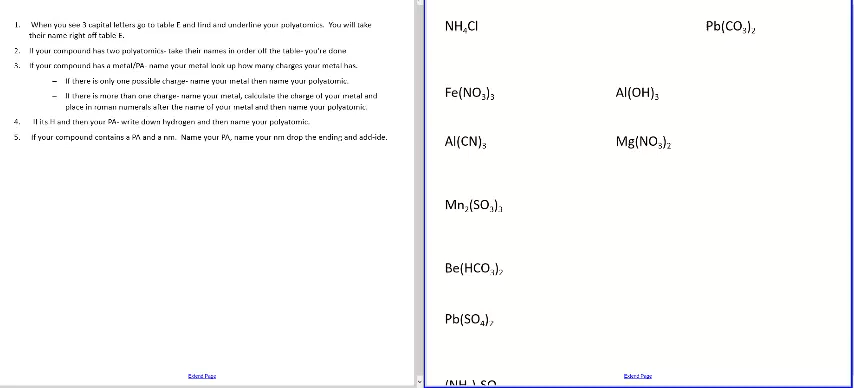 1. When you see 3 capital letters go to table E and find and underline your polyatomics. You will take
their name right off table E.
2. If your compound has two polyatomics- take their names in order off the table- you're done
3. If your compound has a metal/PA- name your metal look up how many charges your metal has.
– If there is only one possible charge- name your metal then name your polyatomic.
– If there is more than one charge- name your metal, calculate the charge of your metal and
place in roman numerals after the name of your metal and then name your polyatomic.
4. If its H and then your PA- write down hydrogen and then name your polyatomic.
5. If your compound contains a PA and a nm. Name your PA, name your nm drop the ending and add-ide.
Extend Page
NH₄Cl Pb(CO₃)₂
Fe(NO₃)₃ Al(OH)₃
Al(CN)₃ Mg(NO₃)₂
Mn₂(SO₃)₃
Be(HCO₃)₂
Pb(SO₄)₂
Extend Page